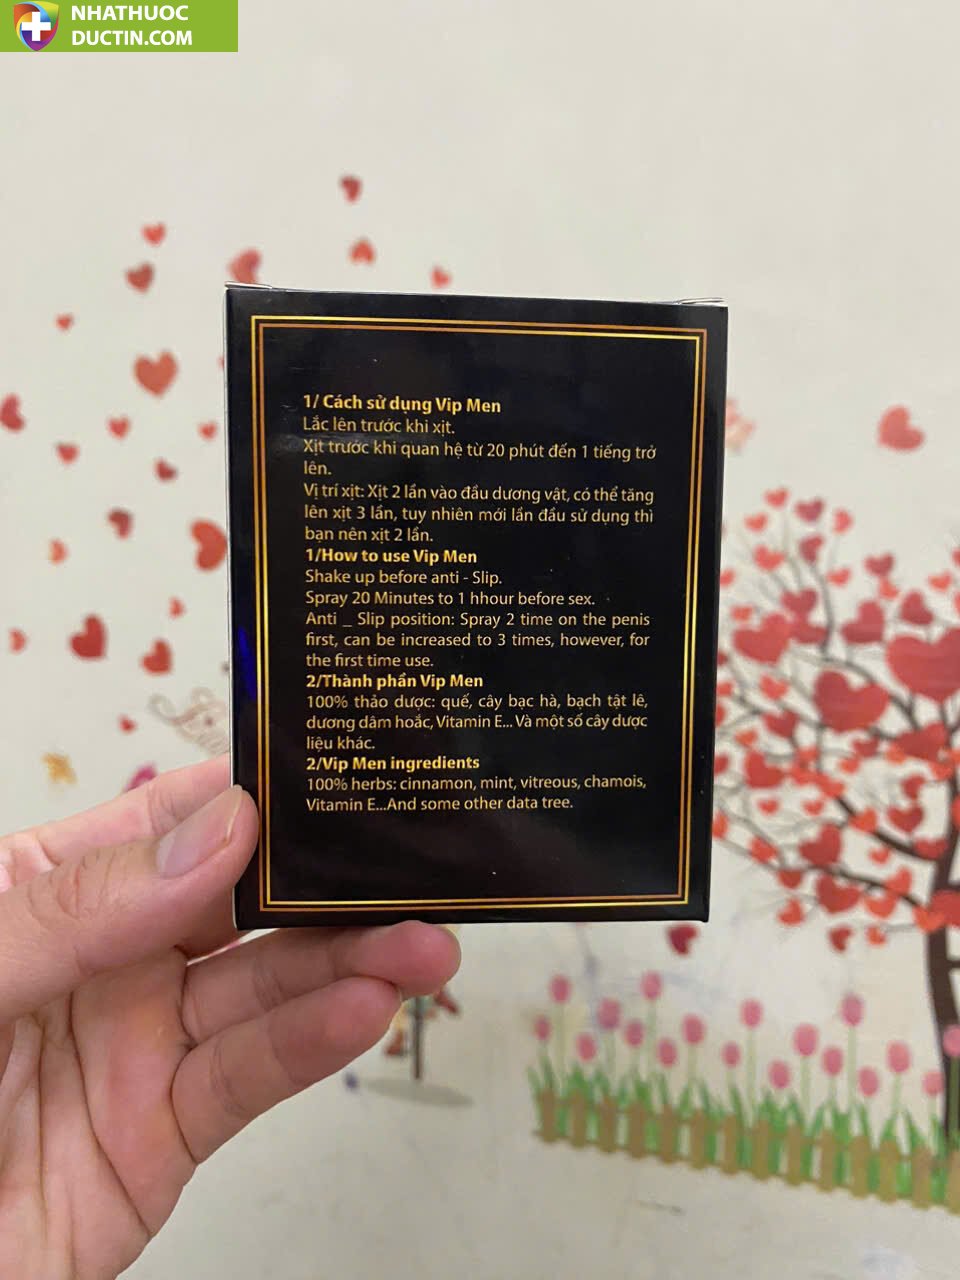 NHATHUOC
DUCTIN.COM
1/ Cách sử dụng Vip Men
Lắc lên trước khi xịt.
Xịt trước khi quan hệ từ 20 phút đến 1 tiếng trở
lên.
Vị trí xịt: Xịt 2 lần vào đầu dương vật, có thể tăng
lên xịt 3 lần, tuy nhiên mới lần đầu sử dụng thì
bạn nên xịt 2 lần.
1/How to use Vip Men
Shake up before anti - Slip.
Spray 20 Minutes to 1 hhour before sex.
Anti _ Slip position: Spray 2 time on the penis
first, can be increased to 3 times, however, for
the first time use.
2/Thành phần Vip Men
100% thảo dược: quế, cây bạc hà, bạch tật lê,
dương dâm hoắc, Vitamin E... Và một số cây dược
liệu khác.
2/Vip Men ingredients
100% herbs: cinnamon, mint, vitreous, chamois,
Vitamin E...And some other data tree.